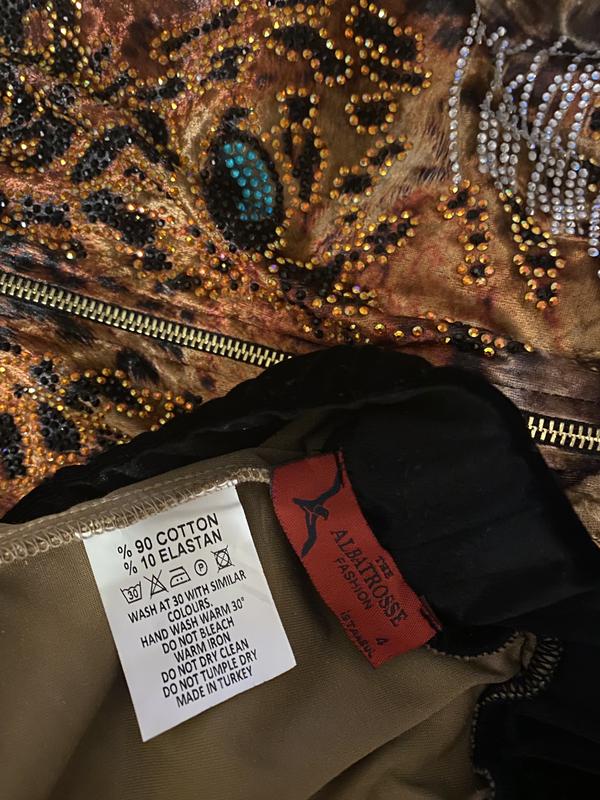 % 90 COTTON
% 10 ELASTAN
30 P
WASH AT 30 WITH SIMILAR
COLOURS.
HAND WASH WARM 30°
DO NOT BLEACH
WARM IRON
DO NOT DRY CLEAN
DO NOT TUMPLE DRY
MADE IN TURKEY
THE
ALBATROSSE
FASHION
4
iSTANBUL